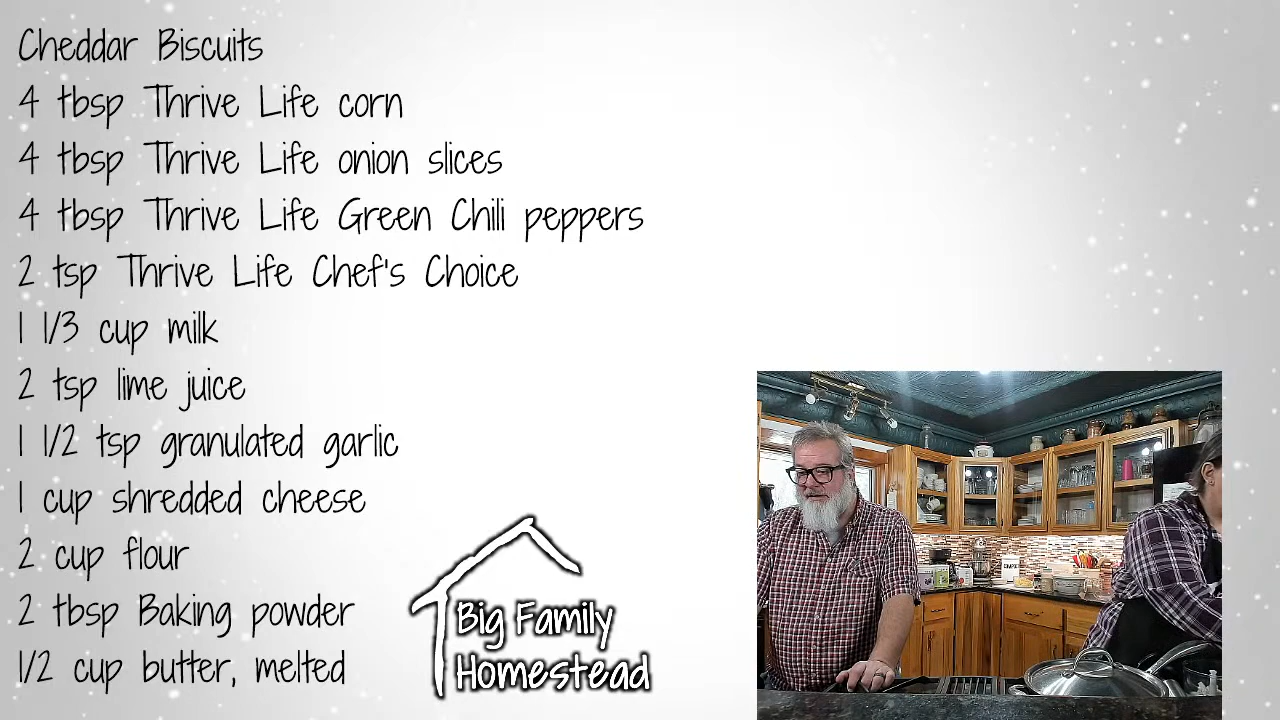 Cheddar Biscuits
4 tbsp Thrive Life corn
4 tbsp Thrive Life onion slices
4 tbsp Thrive Life Green Chili peppers
2 tsp Thrive Life Chef's Choice
1 1/3 cup milk
2 tsp lime juice
1 1/2 tsp granulated garlic
1 cup shredded cheese
2 cup flour
2 tbsp Baking powder
1/2 cup butter, melted
Big Family
Homestead